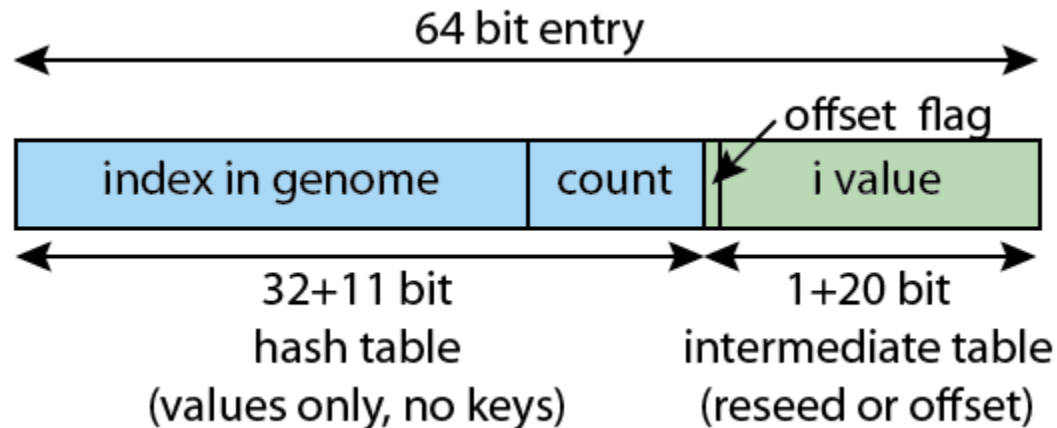 64 bit entry
offset flag
index in genome count i value
32+11 bit 1+20 bit
hash table intermediate table
(values only, no keys) (reseed or offset)